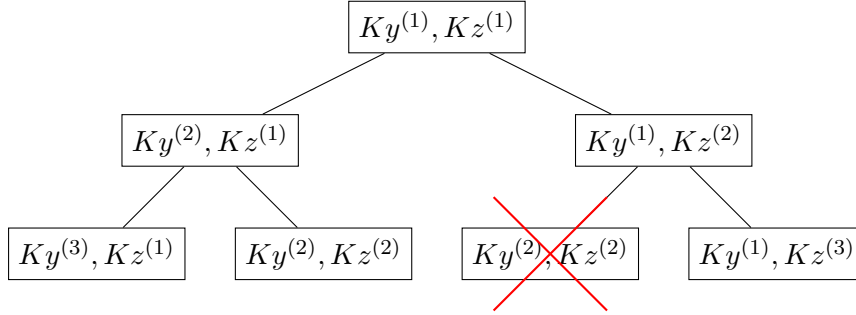 Ky^{(1)}, Kz^{(1)}
Ky^{(2)}, Kz^{(1)}
Ky^{(1)}, Kz^{(2)}
Ky^{(3)}, Kz^{(1)}
Ky^{(2)}, Kz^{(2)}
Ky^{(2)}, Kz^{(2)}
Ky^{(1)}, Kz^{(3)}